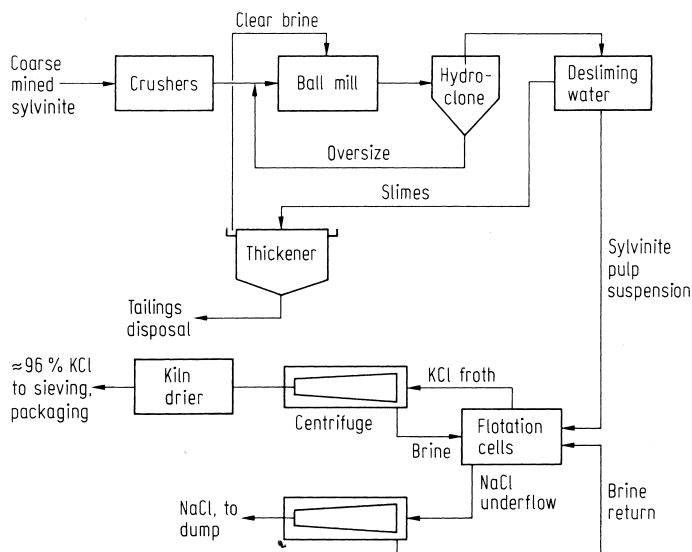 Clear brine
Coarse
mined
sylvinite
Crushers
Ball mill
Hydro-
clone
Desliming
water
Oversize
Slimes
Thickener
Sylvinite
pulp
suspension
Tailings
disposal
≈96 % KCl
to sieving,
packaging
Kiln
drier
Centrifuge
KCl froth
Brine
Flotation
cells
NaCl
underflow
Brine
return
NaCl, to
dump